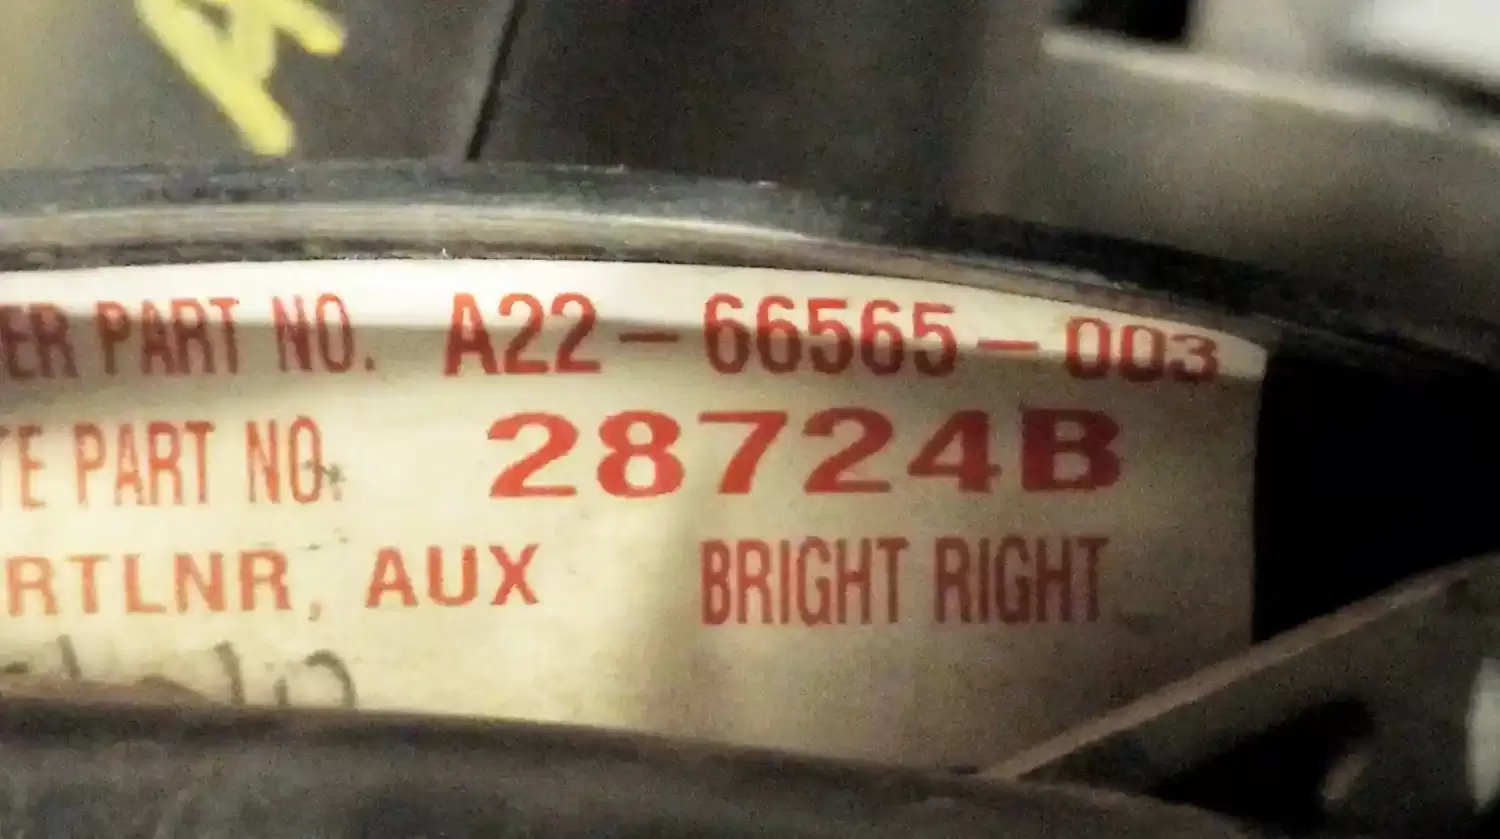 ER PART NO. A22-66565-003
TE PART NO. 28724B
RTLNR, AUX BRIGHT RIGHT